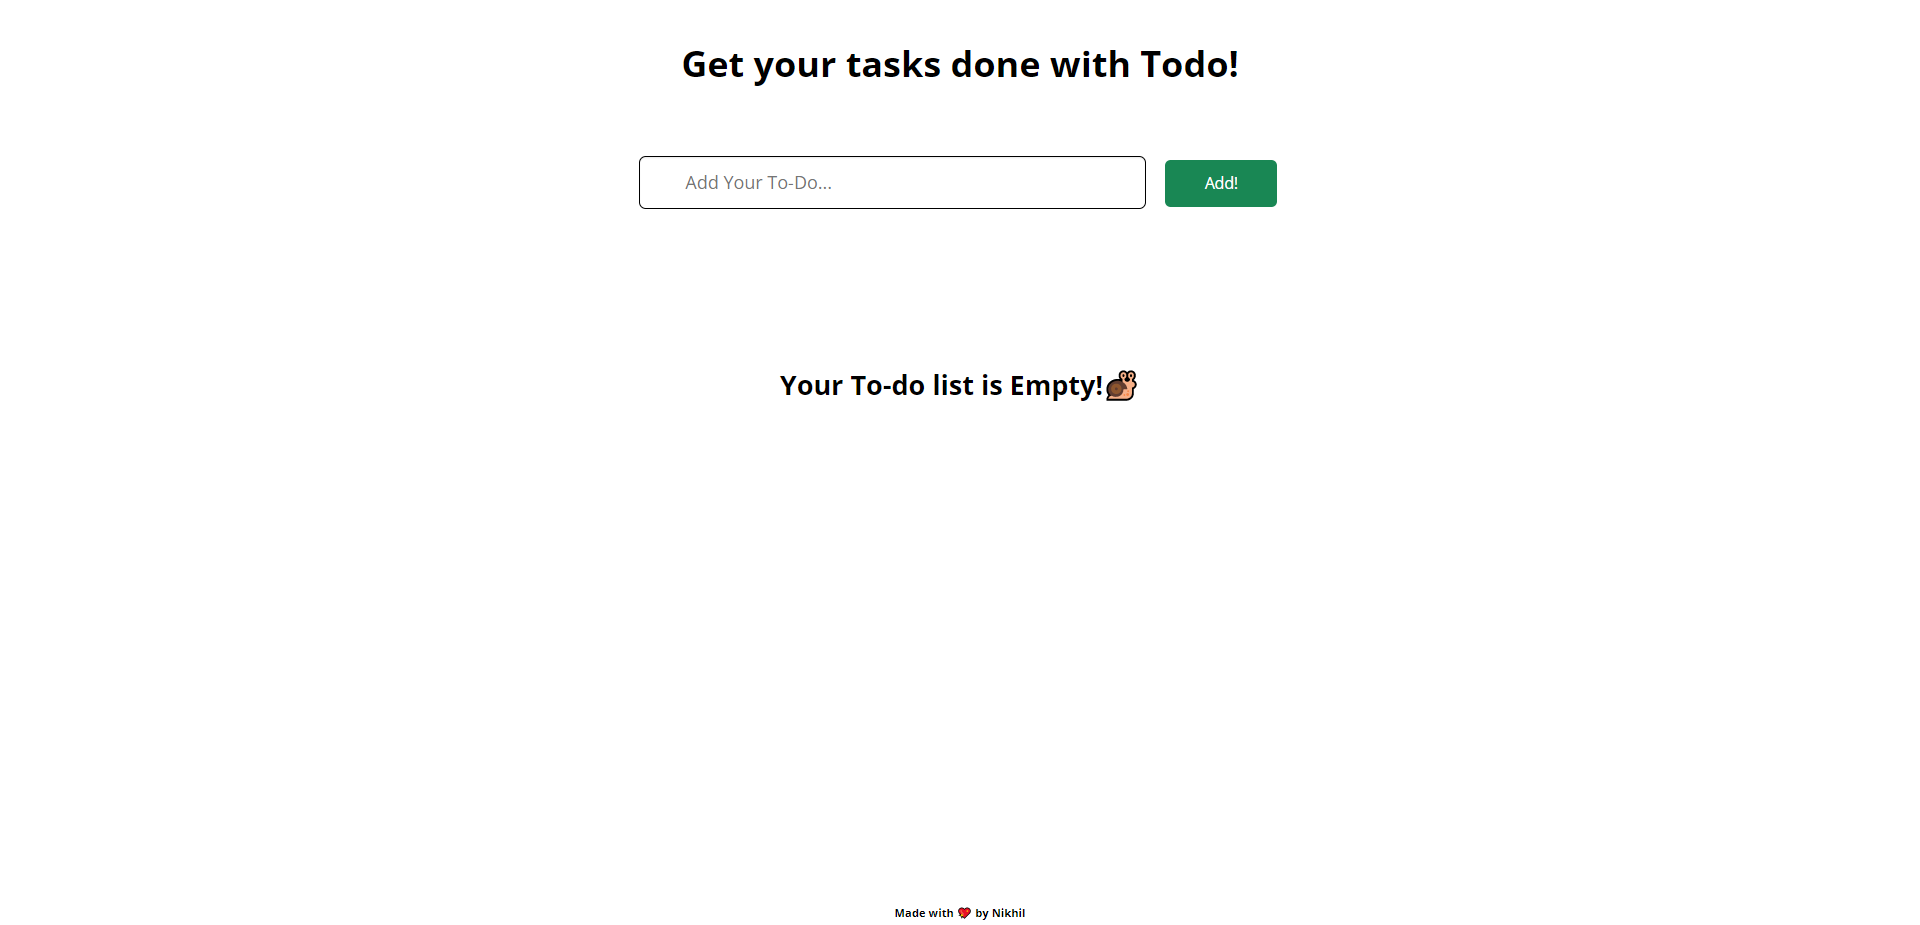 Get your tasks done with Todo!
Add Your To-Do...
Add!
Your To-do list is Empty!🐌
Made with 💖 by Nikhil